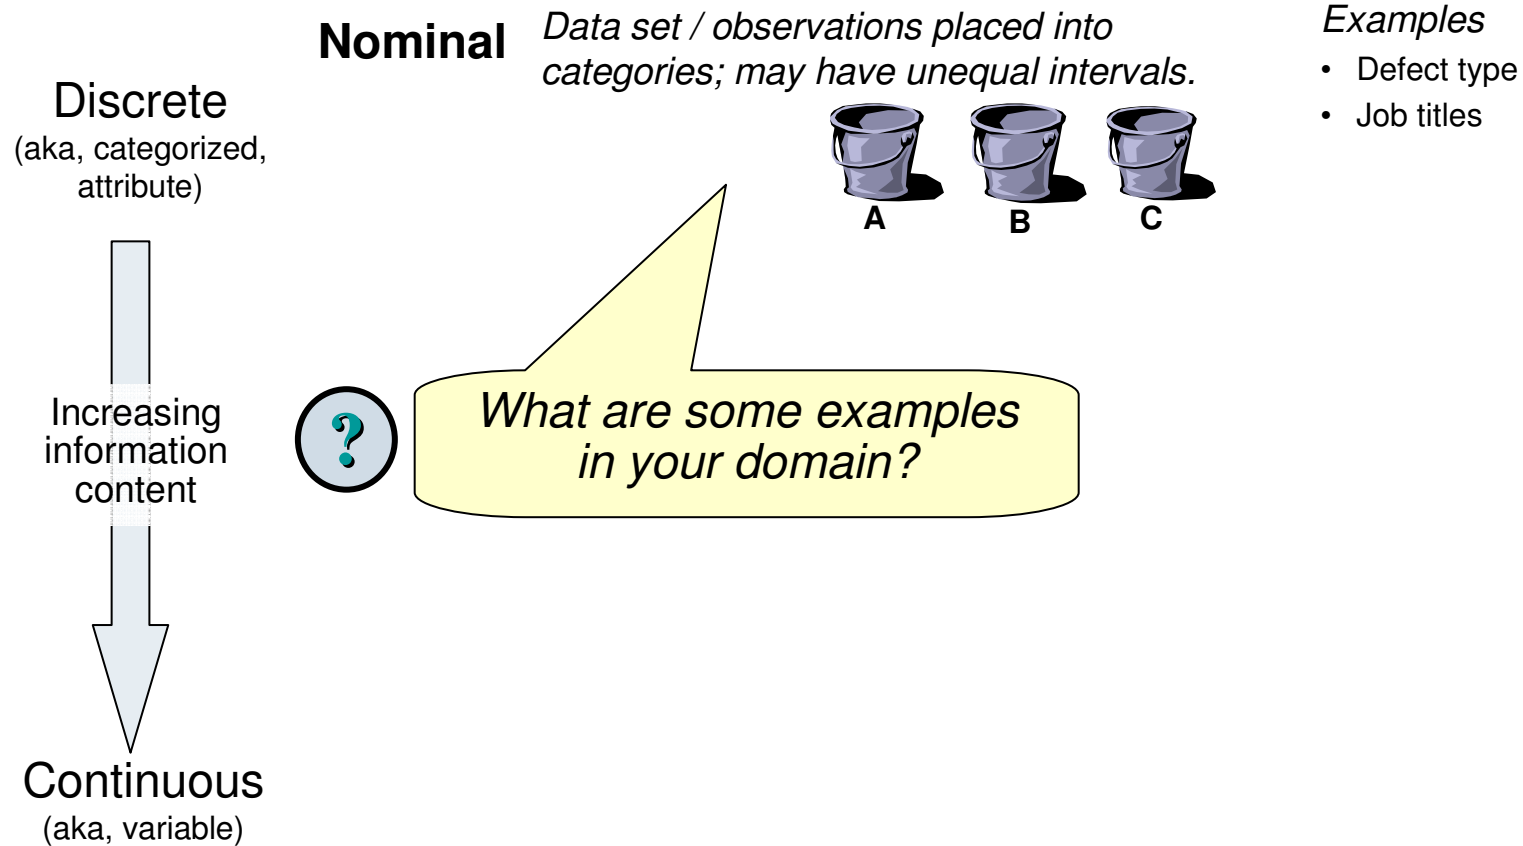 Nominal
Data set / observations placed into
categories; may have unequal intervals.
Examples
• Defect type
• Job titles
Discrete
(aka, categorized,
attribute)
A
B
C
Increasing
information
content
?
What are some examples
in your domain?
Continuous
(aka, variable)